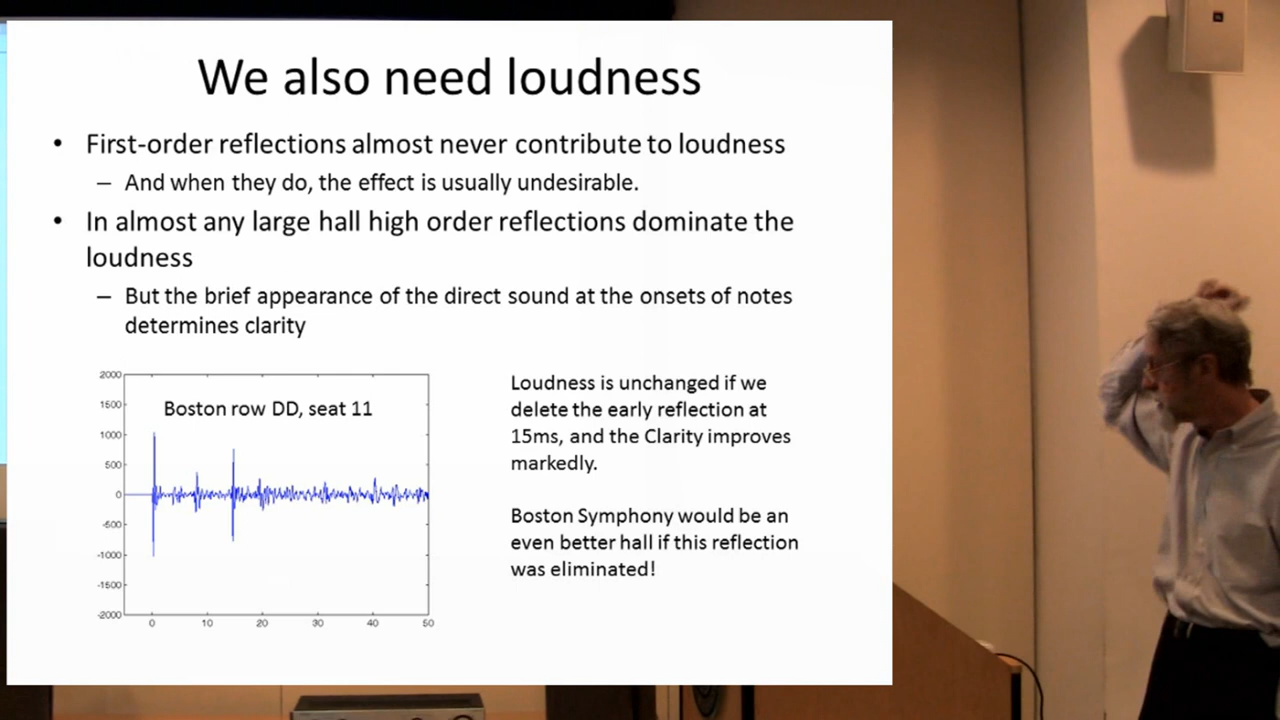 We also need loudness
• First-order reflections almost never contribute to loudness
– And when they do, the effect is usually undesirable.
• In almost any large hall high order reflections dominate the
loudness
– But the brief appearance of the direct sound at the onsets of notes
determines clarity
2000
1500
1000
500
0
-500
-1000
-1500
-2000
Boston row DD, seat 11
0 10 20 30 40 50
Loudness is unchanged if we
delete the early reflection at
15ms, and the Clarity improves
markedly.
Boston Symphony would be an
even better hall if this reflection
was eliminated!